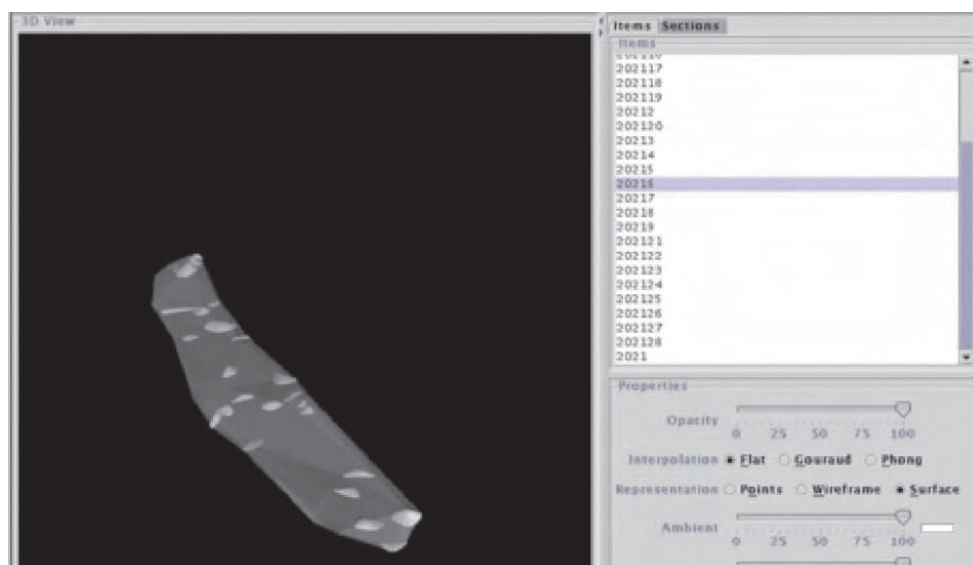 3D View
Items Sections
Items
202116
202117
202118
202119
20212
202120
20213
20214
20215
20216
20217
20218
20219
202121
202122
202123
202124
202125
202126
202127
202128
2021
Properties
Opacity
0 25 50 75 100
Interpolation Flat Gouraud Phong
Representation Points Wireframe Surface
Ambient
0 25 50 75 100